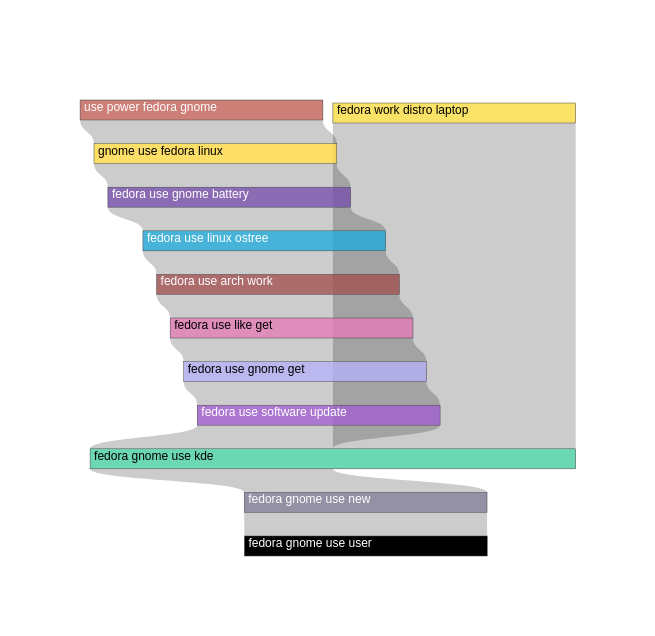 use power fedora gnome
fedora work distro laptop
gnome use fedora linux
fedora use gnome battery
fedora use linux ostree
fedora use arch work
fedora use like get
fedora use gnome get
fedora use software update
fedora gnome use kde
fedora gnome use new
fedora gnome use user